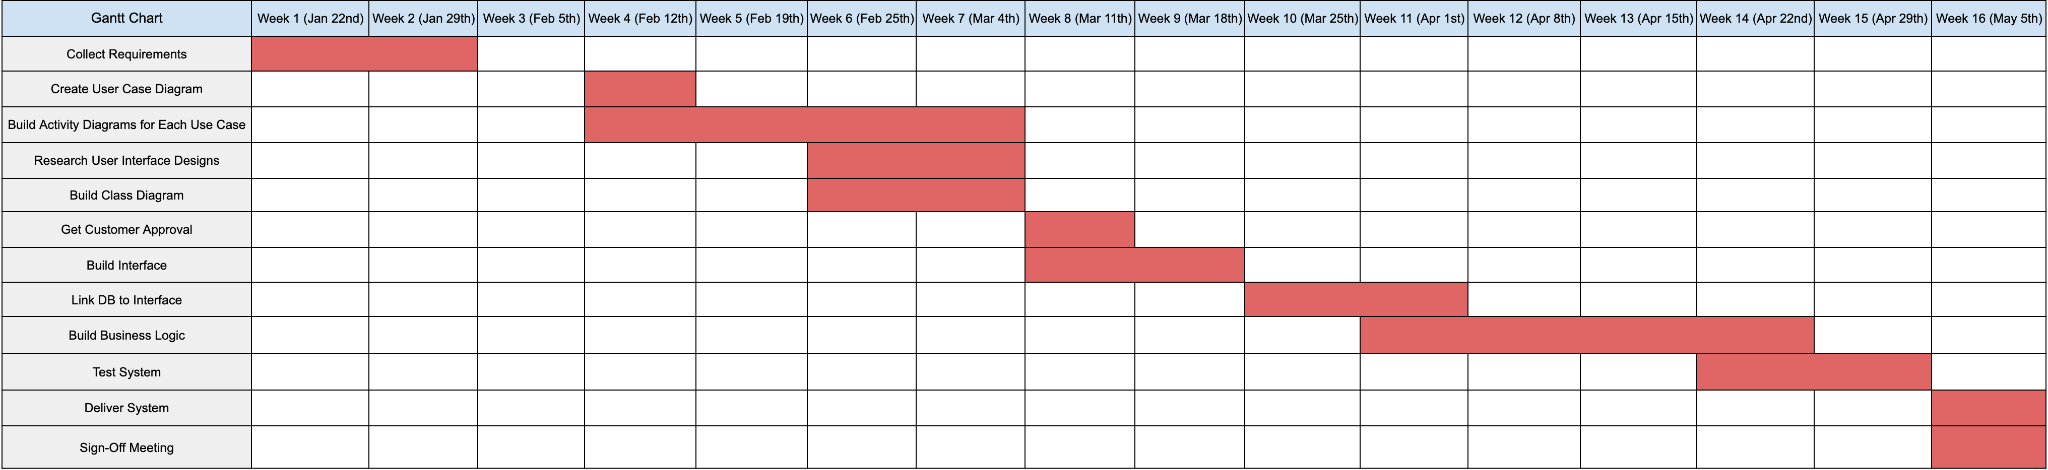 Gantt Chart Week 1 (Jan 22nd) Week 2 (Jan 29th) Week 3 (Feb 5th) Week 4 (Feb 12th) Week 5 (Feb 19th) Week 6 (Feb 25th) Week 7 (Mar 4th) Week 8 (Mar 11th) Week 9 (Mar 18th) Week 10 (Mar 25th) Week 11 (Apr 1st) Week 12 (Apr 8th) Week 13 (Apr 15th) Week 14 (Apr 22nd) Week 15 (Apr 29th) Week 16 (May 5th)
Collect Requirements
Create User Case Diagram
Build Activity Diagrams for Each Use Case
Research User Interface Designs
Build Class Diagram
Get Customer Approval
Build Interface
Link DB to Interface
Build Business Logic
Test System
Deliver System
Sign-Off Meeting